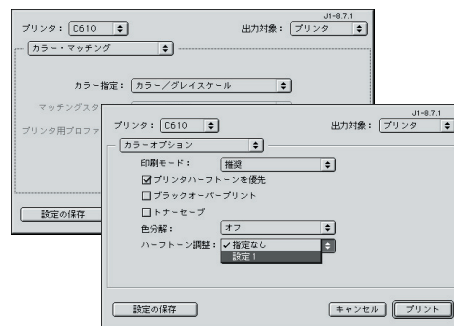 J1-8.7.1
プリンタ： C610
出力対象： プリンタ
カラー・マッチング
カラー指定： カラー／グレイスケール
マッチングスタ
プリンタ用プロファ
設定の保存
J1-8.7.1
プリンタ： C610
出力対象： プリンタ
カラーオプション
印刷モード： 推奨
プリンタハーフトーンを優先
ブラックオーバープリント
トナーセーブ
色分解： オフ
ハーフトーン調整： ✓指定なし
設定1
設定の保存
キャンセル プリント